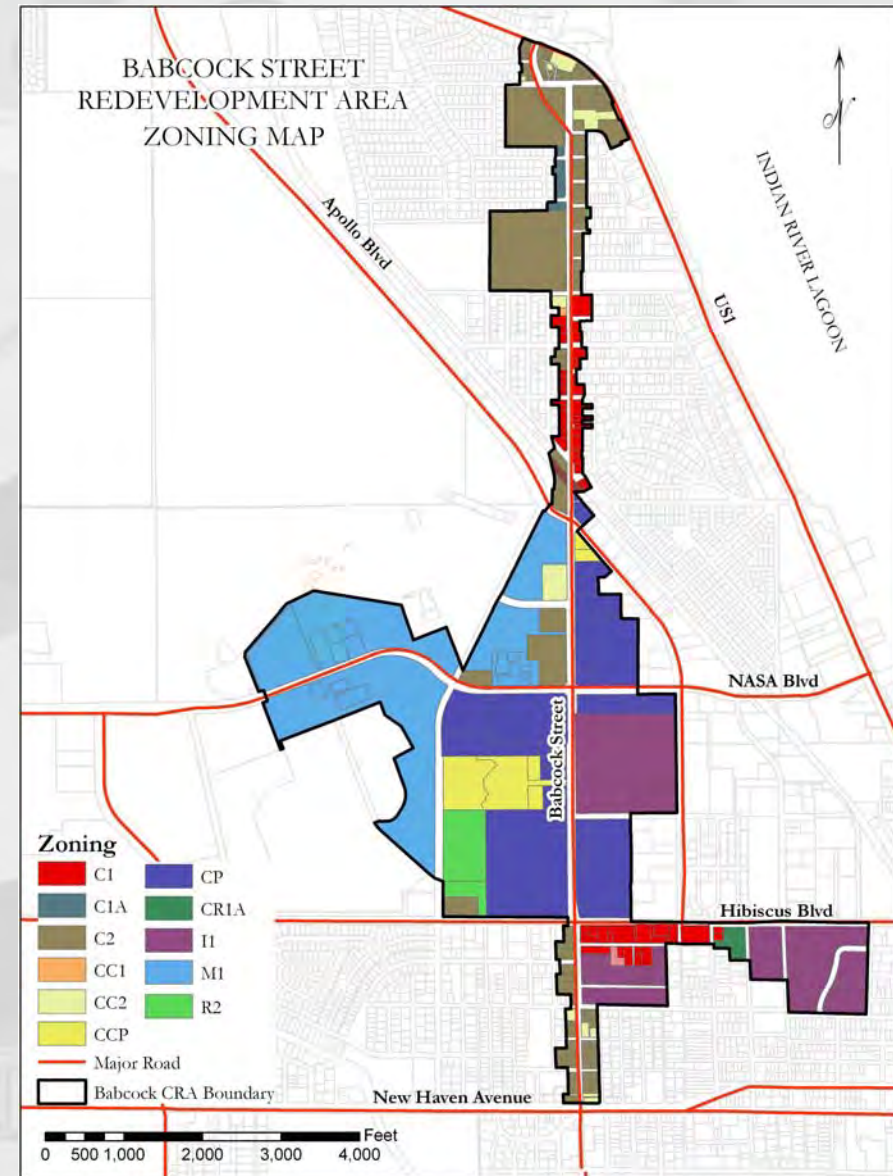 BABCOCK STREET
REDEVELOPMENT AREA
ZONING MAP
N
INDIAN RIVER LAGOON
Apollo Blvd
US1
NASA Blvd
Babcock Street
Hibiscus Blvd
New Haven Avenue
Zoning
C1
C1A
C2
CC1
CC2
CCP
CP
CR1A
I1
M1
R2
Major Road
Babcock CRA Boundary
Feet
0 500 1,000 2,000 3,000 4,000